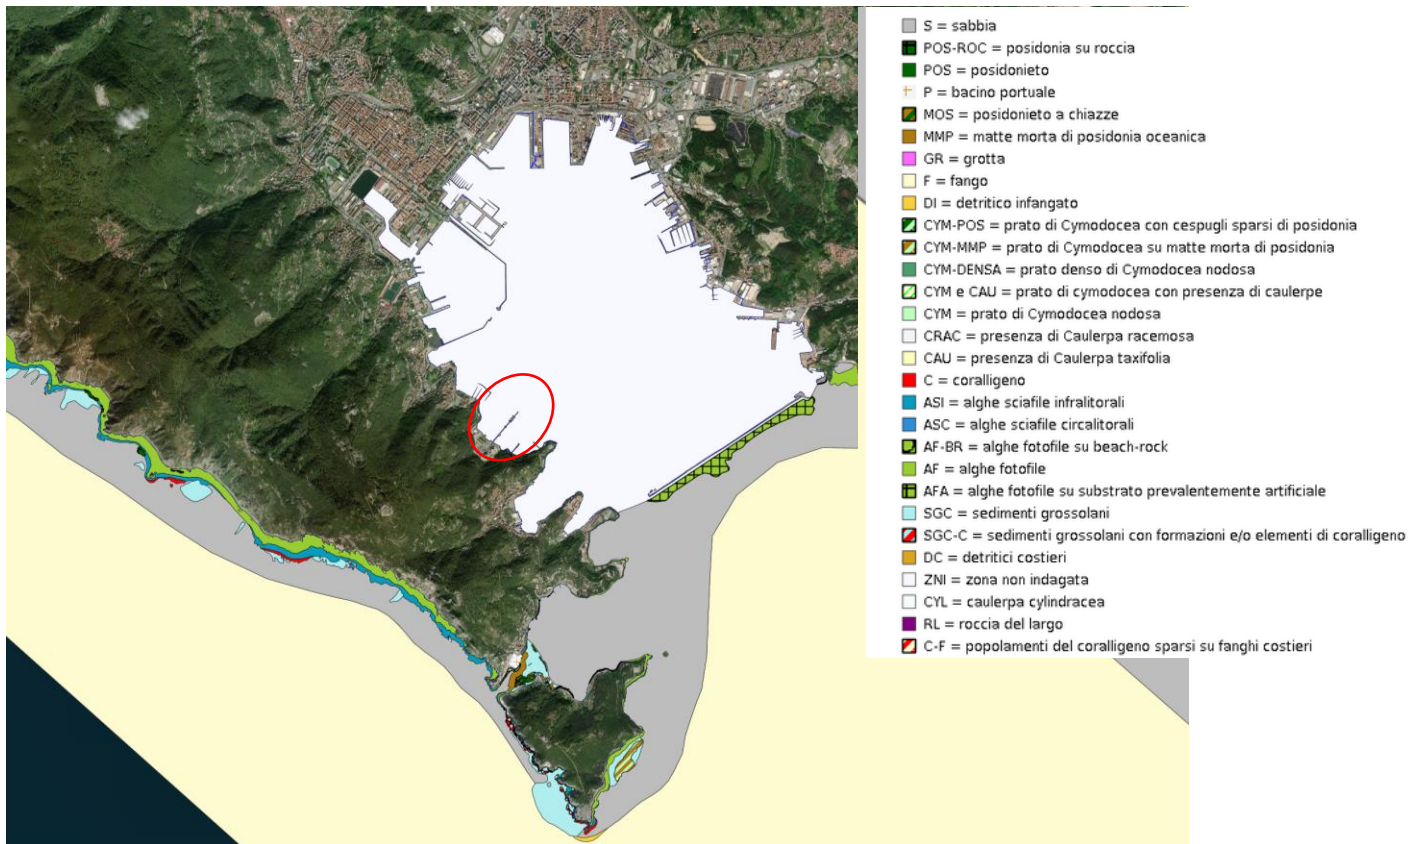 S = sabbia
POS-ROC = posidonia su roccia
POS = posidonieto
P = bacino portuale
MOS = posidonieto a chiazze
MMP = matte morta di posidonia oceanica
GR = grotta
F = fango
DI = detritico infangato
CYM-POS = prato di Cymodocea con cespugli sparsi di posidonia
CYM-MMP = prato di Cymodocea su matte morta di posidonia
CYM-DENSA = prato denso di Cymodocea nodosa
CYM e CAU = prato di cymodocea con presenza di caulerpe
CYM = prato di Cymodocea nodosa
CRAC = presenza di Caulerpa racemosa
CAU = presenza di Caulerpa taxifolia
C = coralligeno
ASI = alghe sciafile infralitorali
ASC = alghe sciafile circalitorali
AF-BR = alghe fotofile su beach-rock
AF = alghe fotofile
AFA = alghe fotofile su substrato prevalentemente artificiale
SGC = sedimenti grossolani
SGC-C = sedimenti grossolani con formazioni e/o elementi di coralligeno
DC = detritici costieri
ZNI = zona non indagata
CYL = caulerpa cylindracea
RL = roccia del largo
C-F = popolamenti del coralligeno sparsi su fanghi costieri